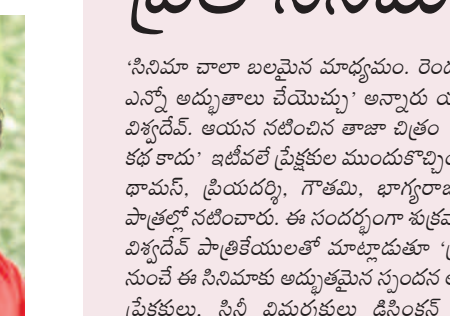 ‘సినిమా చాలా బలమైన మాధ్యమం.
ఎన్నో అద్భుతాలు చేయొచ్చు’ అన్నారు
విశ్వదేవ్. ఆయన నటించిన తాజా చిత్రం
కథ కాదు’ ఇటీవలే ప్రేక్షకుల
థామస్, ప్రియదర్శి, గౌతమి,
పాత్రల్లో నటించారు. ఈ సందర్భంగా
విశ్వదేవ్ పాత్రికేయులతో మాట్లాడుతూ
నుంచే ఈ సినిమాకు అద్భుతమైన స్పందన
ప్రేక్షకులు, సినీ విమర్శకులు